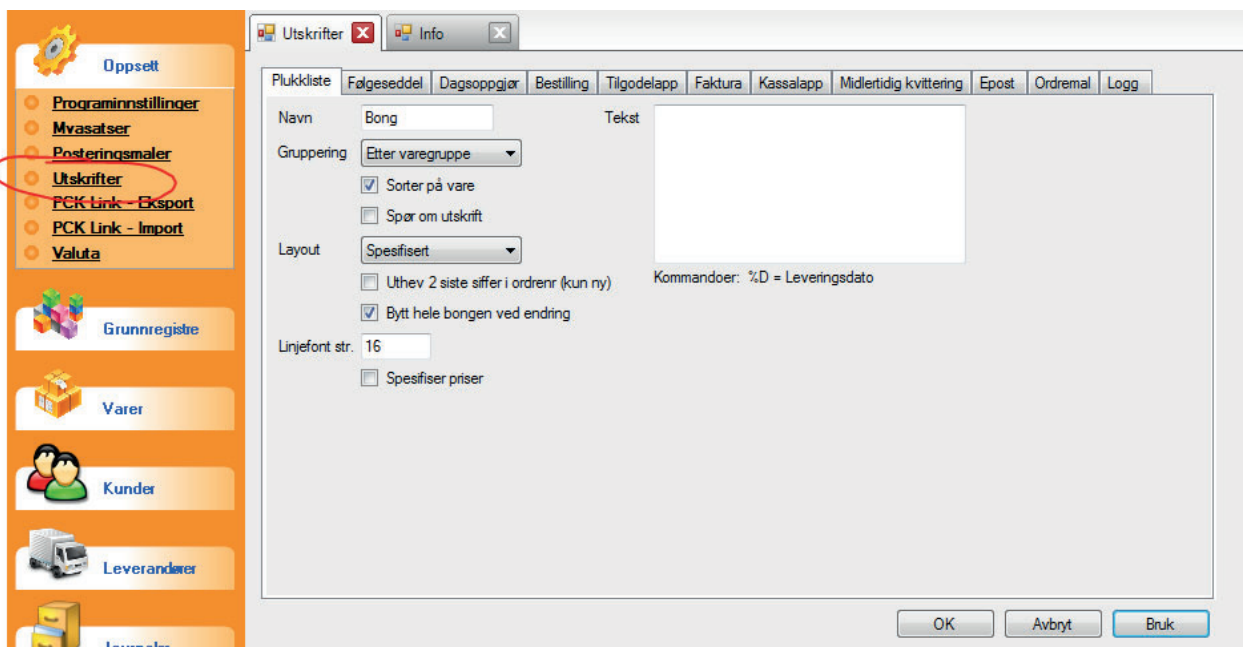 Oppsett
Programinnstillinger
Mvasatser
Posteringsmaler
Utskrifter
PCK Link - Eksport
PCK Link - Import
Valuta
Grunnregistre
Varer
Kunder
Leverandører
Utskrifter Info
Plukkliste Følgeseddel Dagsoppgjør Bestilling Tilgodelapp Faktura Kassalapp Midlertidig kvittering Epost Ordremal Logg
Navn Bong Tekst
Gruppering Etter varegruppe
Sorter på vare
Spør om utskrift
Layout Spesifisert
Uthev 2 siste siffer i ordrenr (kun ny) Kommandoer: %D = Leveringsdato
Bytt hele bongen ved endring
Linjefont str. 16
Spesifiser priser
OK Avbryt Bruk